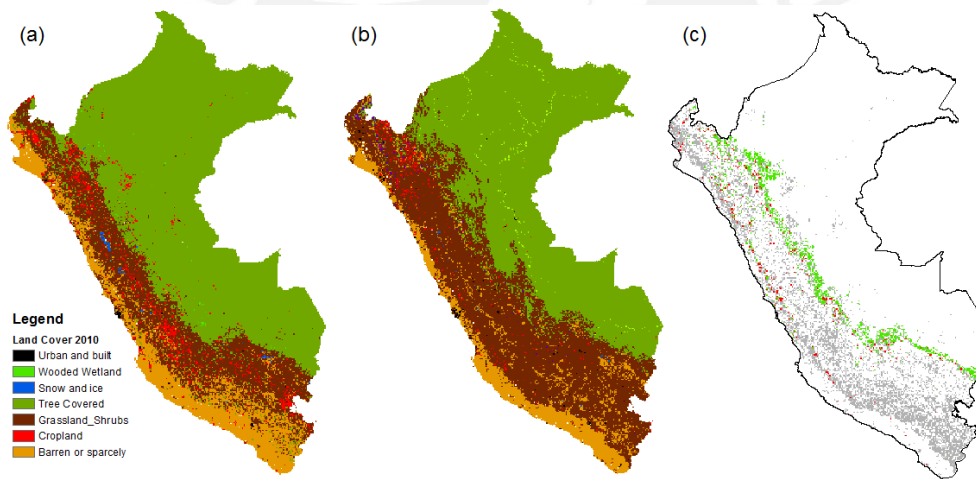 (a)
(b)
(c)
Legend
Land Cover 2010
Urban and built
Wooded Wetland
Snow and ice
Tree Covered
Grassland_Shrubs
Cropland
Barren or sparcely